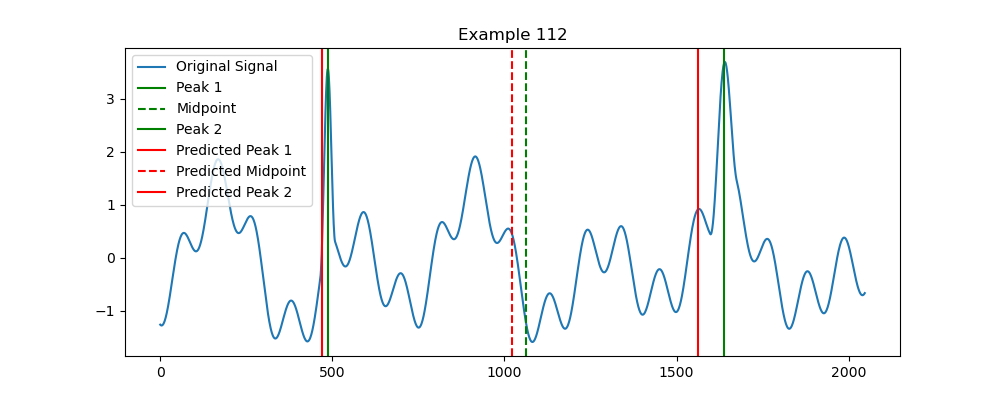 Example 112
Original Signal
Peak 1
Midpoint
Peak 2
Predicted Peak 1
Predicted Midpoint
Predicted Peak 2
3
2
1
0
−1
0 500 1000 1500 2000